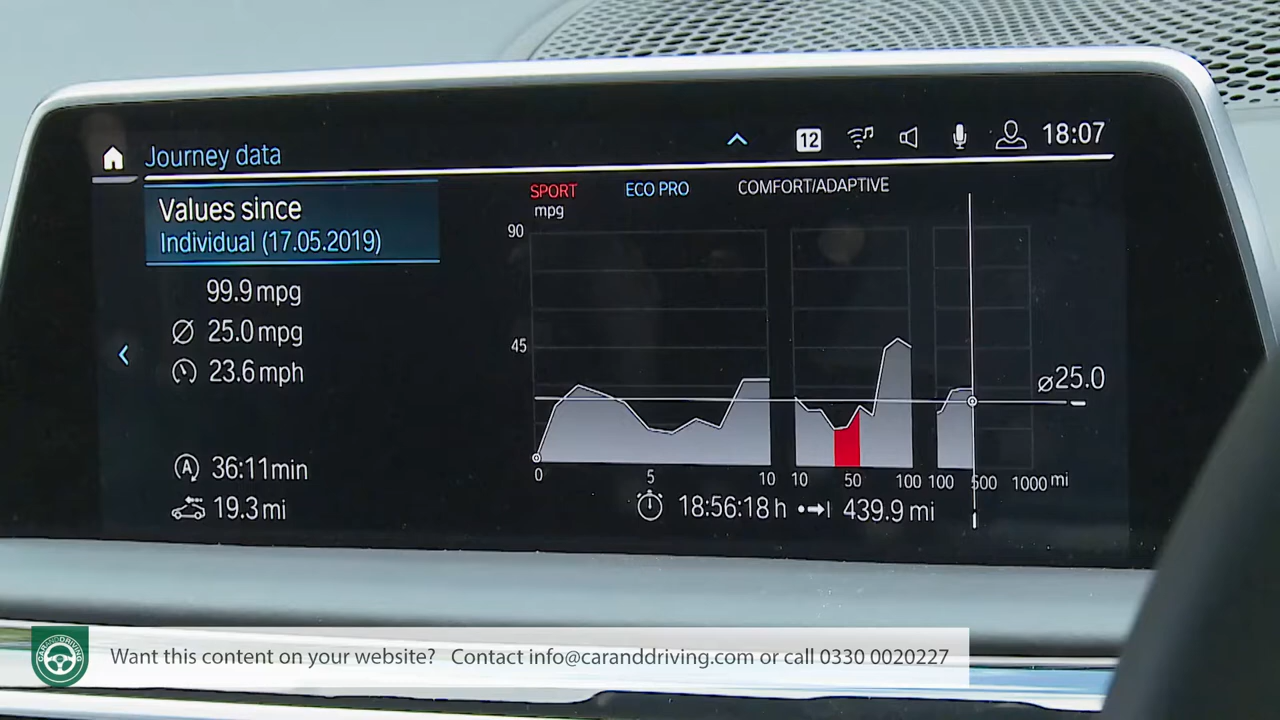 Journey data
12
18:07
Values since
Individual (17.05.2019)
99.9 mpg
Ø 25.0 mpg
23.6 mph
A 36:11 min
19.3 mi
SPORT ECO PRO COMFORT/ADAPTIVE
mpg
90
45
ø25.0
0 5 10 10 50 100 100 500 1000 mi
18:56:18 h 439.9 mi
CARANDDRIVING
Want this content on your website? Contact info@caranddriving.com or call 0330 0020227